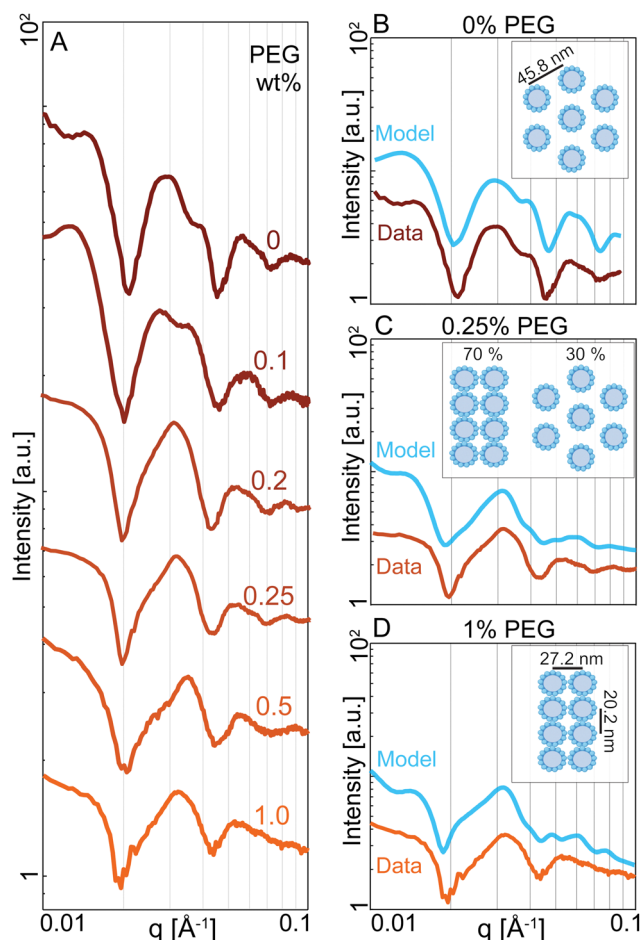 A
10²
PEG
wt%
0
0.1
0.2
0.25
0.5
1.0
1
Intensity [a.u.]
0.01
q [Å⁻¹]
0.1
B
0% PEG
10²
45.8 nm
Model
Data
Intensity [a.u.]
1
C
0.25% PEG
10²
70 %
30 %
Model
Data
Intensity [a.u.]
1
D
1% PEG
10²
27.2 nm
20.2 nm
Model
Data
Intensity [a.u.]
1
0.01
q [Å⁻¹]
0.1